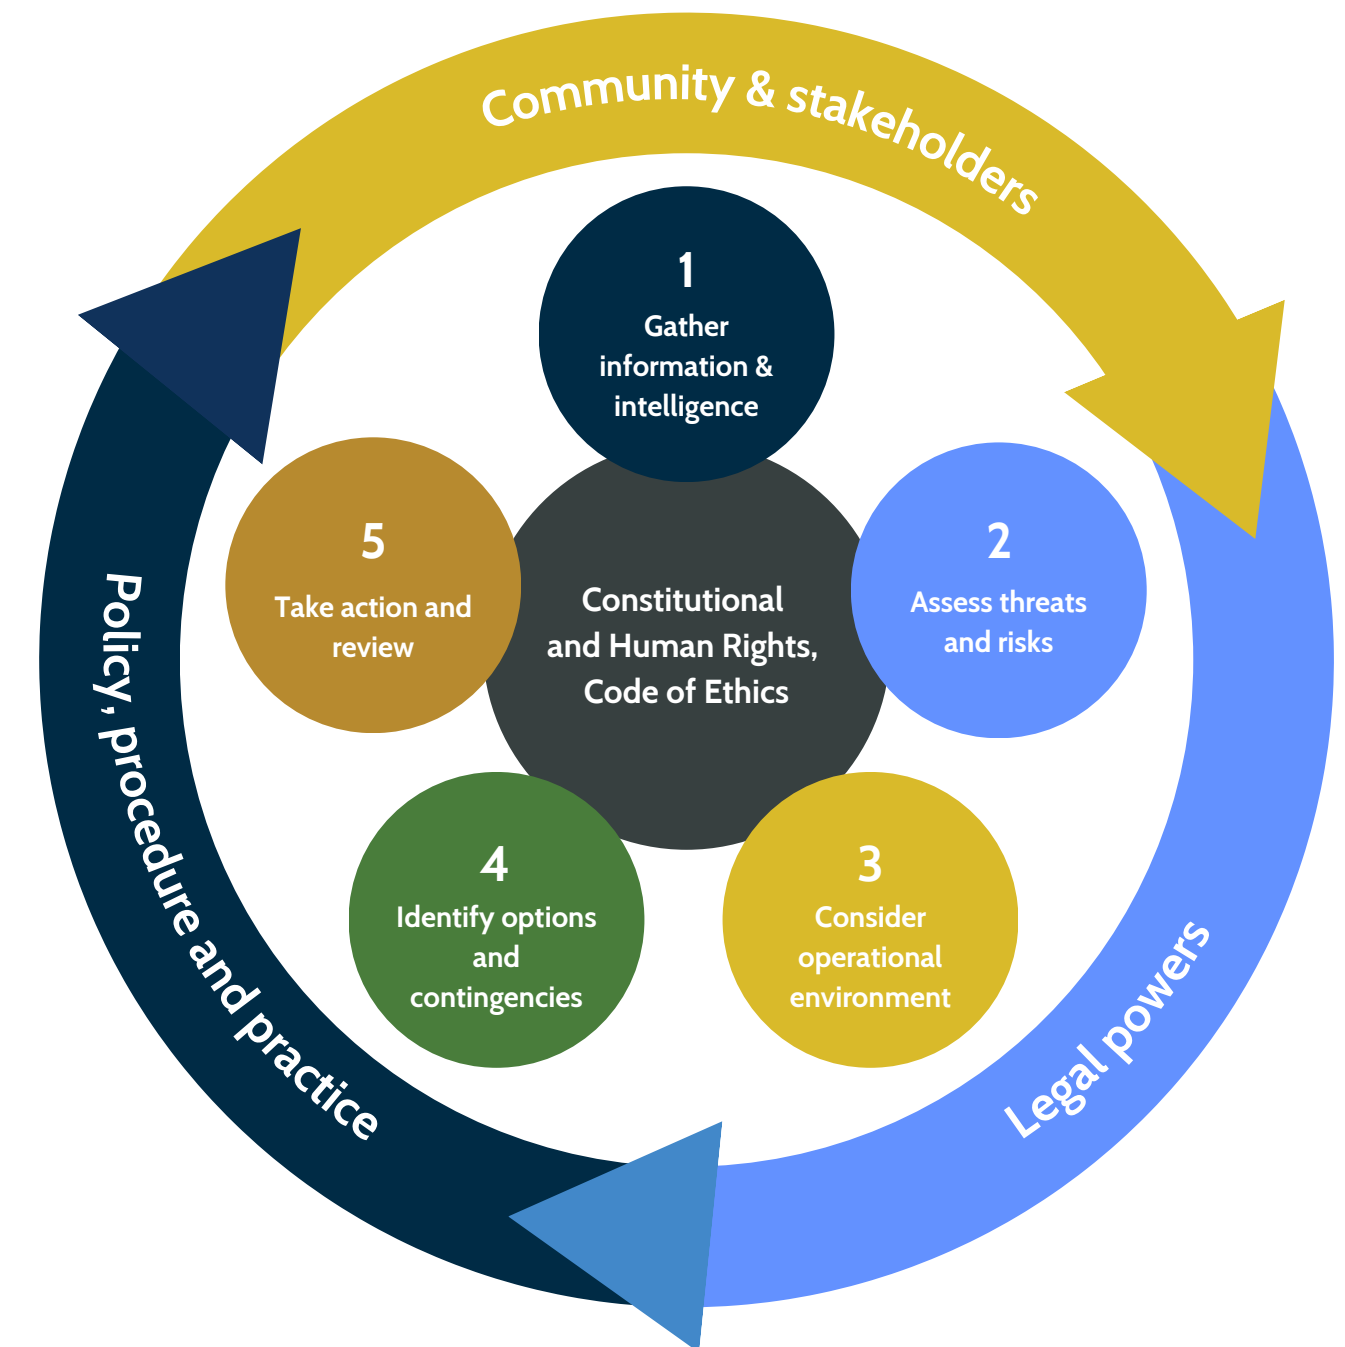 Community & stakeholders
1
Gather
information &
intelligence
2
Assess threats
and risks
3
Consider
operational
environment
4
Identify options
and
contingencies
5
Take action and
review
Constitutional
and Human Rights,
Code of Ethics
Legal powers
Policy, procedure and practice